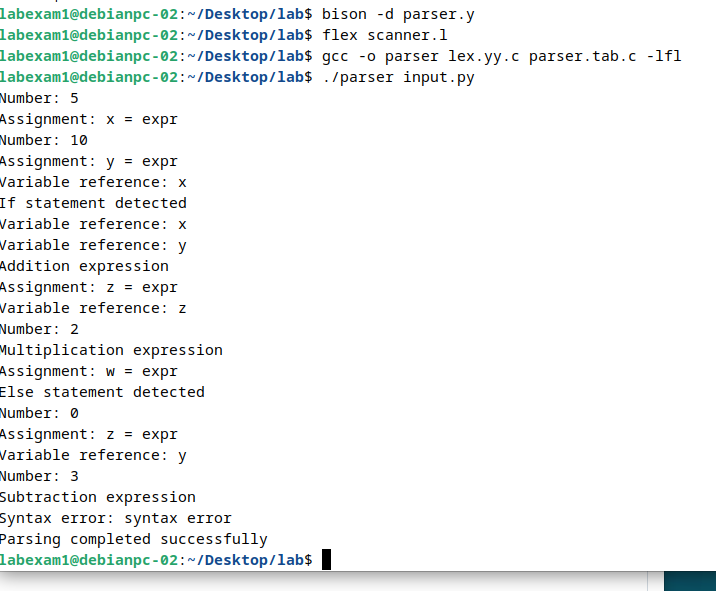 labexam1@debianpc-02:~/Desktop/lab$ bison -d parser.y
labexam1@debianpc-02:~/Desktop/lab$ flex scanner.l
labexam1@debianpc-02:~/Desktop/lab$ gcc -o parser lex.yy.c parser.tab.c -lfl
labexam1@debianpc-02:~/Desktop/lab$ ./parser input.py
Number: 5
Assignment: x = expr
Number: 10
Assignment: y = expr
Variable reference: x
If statement detected
Variable reference: x
Variable reference: y
Addition expression
Assignment: z = expr
Variable reference: z
Number: 2
Multiplication expression
Assignment: w = expr
Else statement detected
Number: 0
Assignment: z = expr
Variable reference: y
Number: 3
Subtraction expression
Syntax error: syntax error
Parsing completed successfully
labexam1@debianpc-02:~/Desktop/lab$